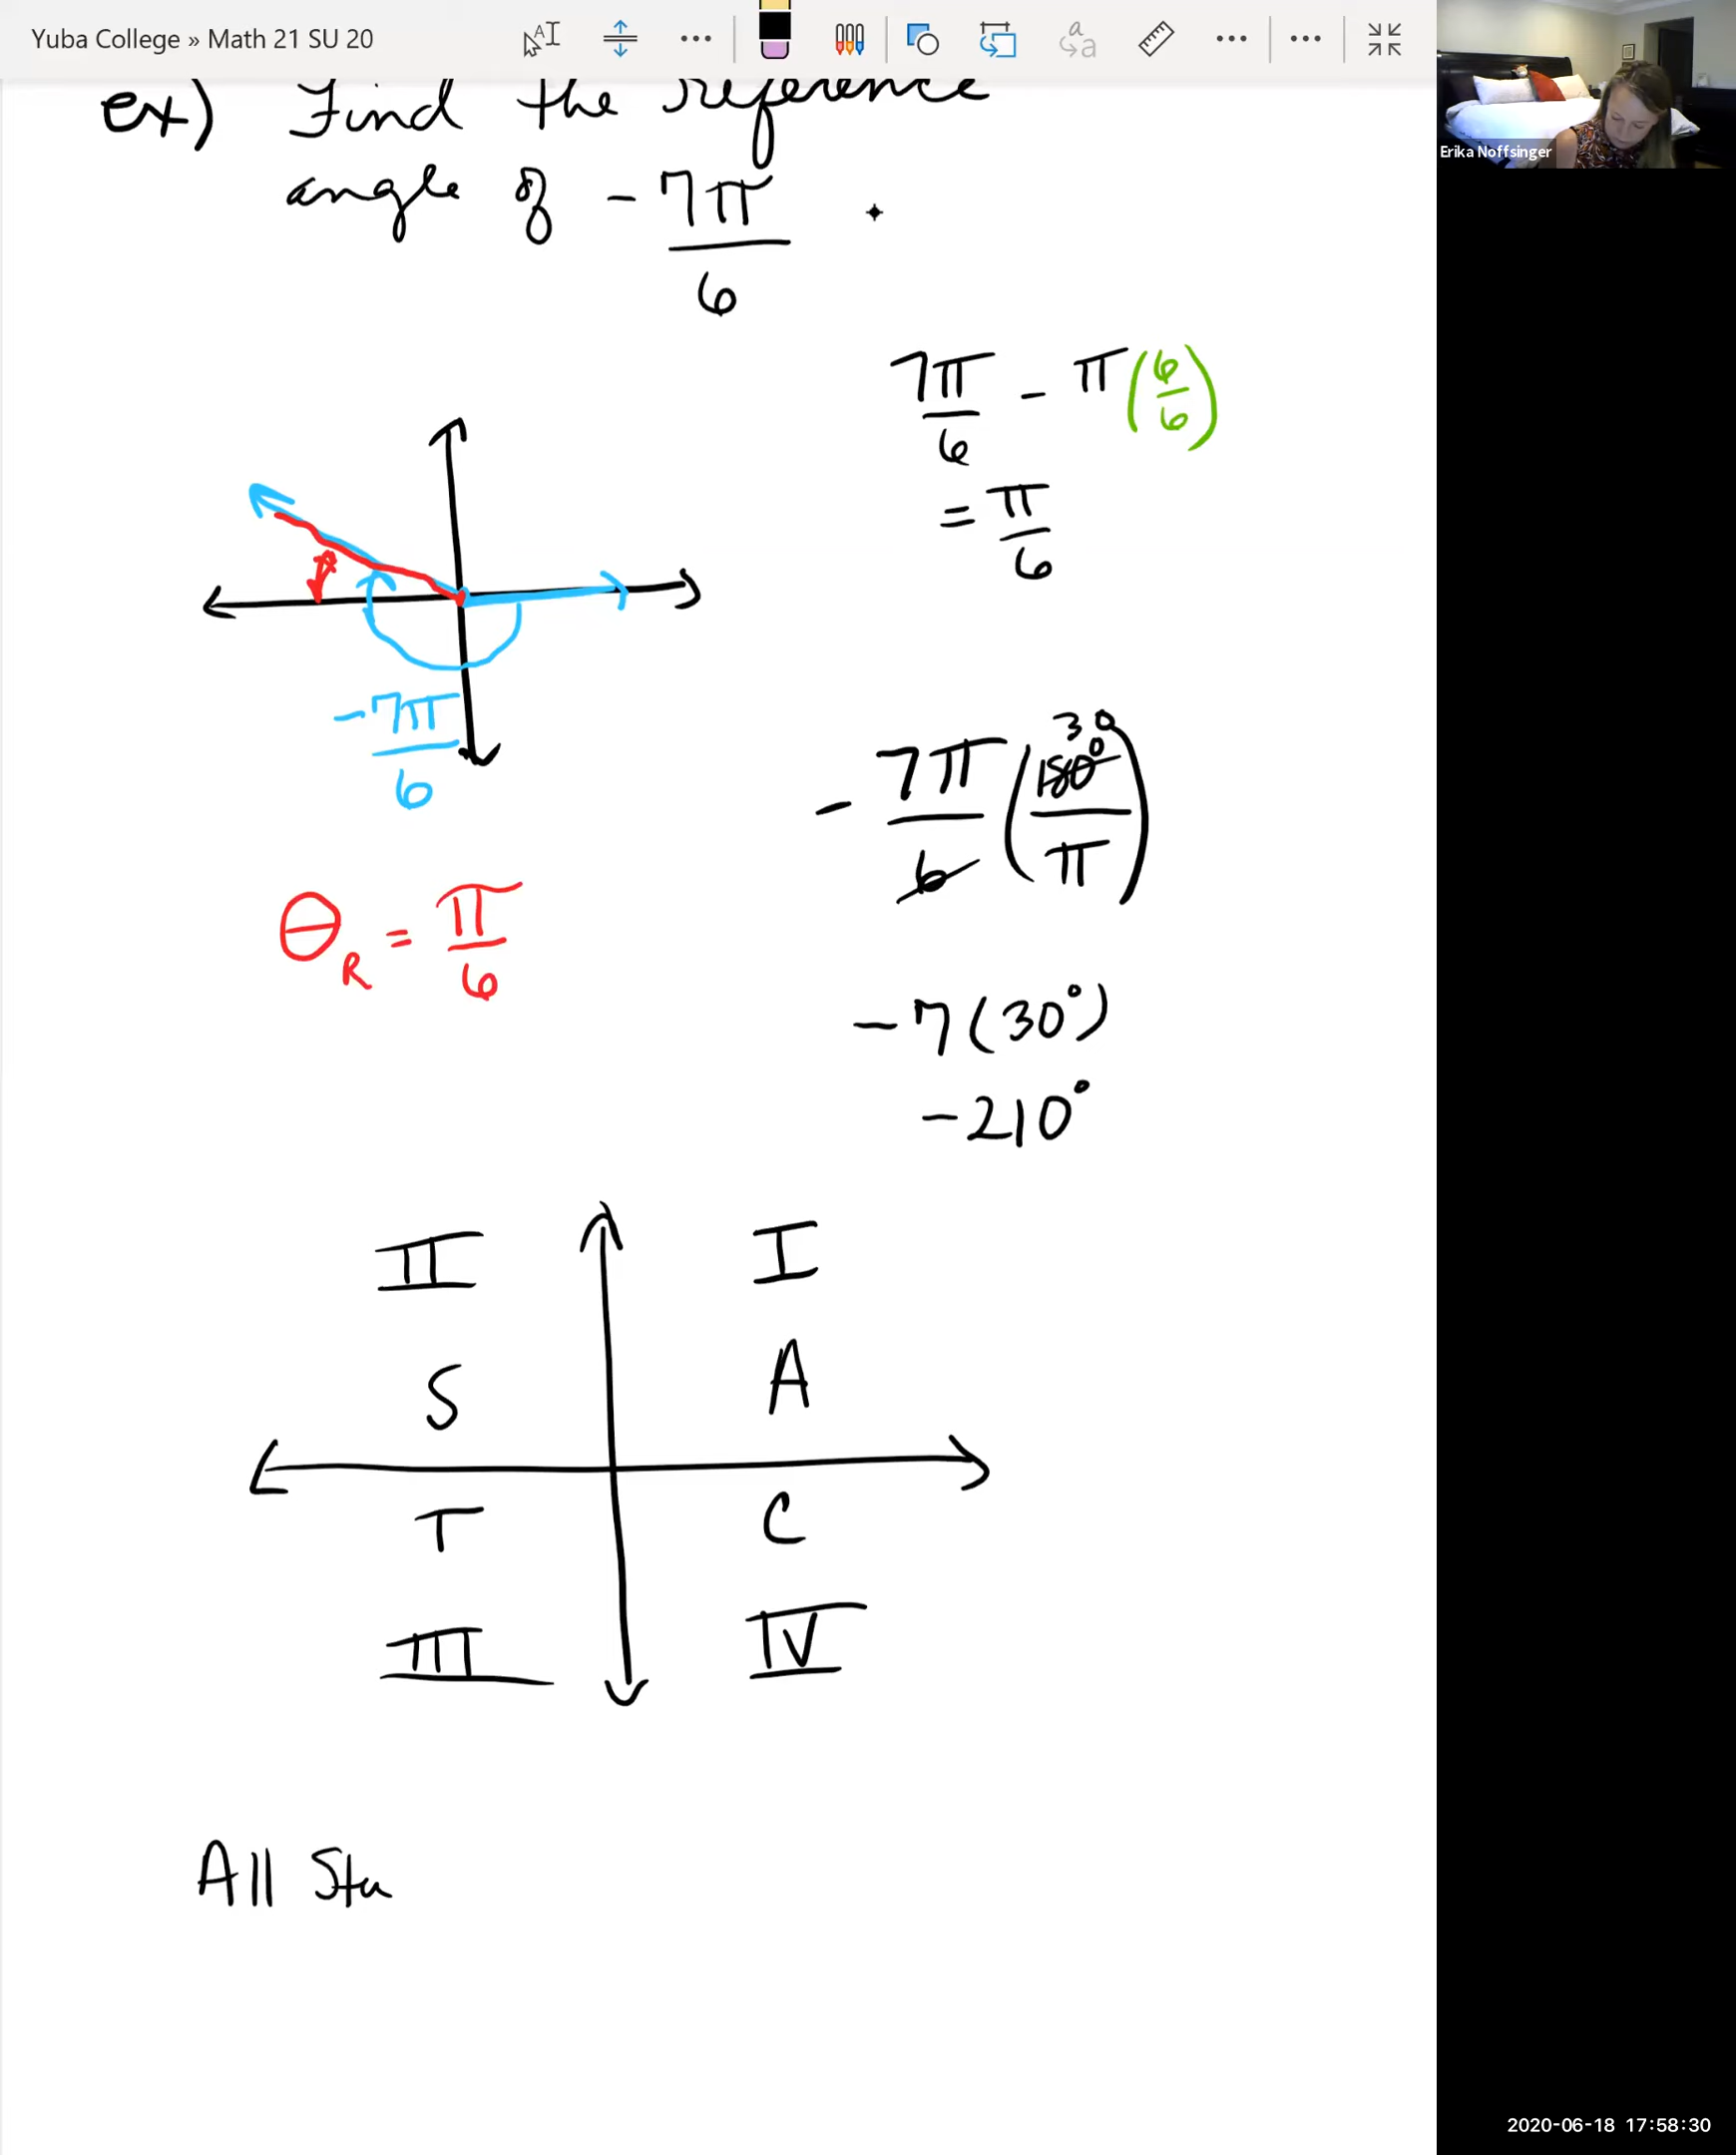 Yuba College » Math 21 SU 20
Erika Noffsinger
ex) Find the reference
angle of -7π/6 .
7π/6 - π(6/6)
= π/6
-7π/6
-7π/6 (180°/π) 30
θR = π/6
-7(30°)
-210°
II I
S A
T C
III IV
All Stu
2020-06-18 17:58:30